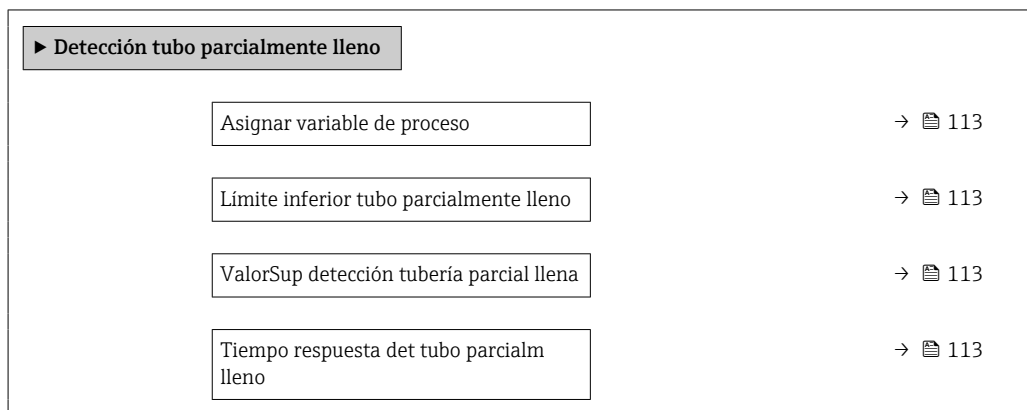 ▶ Detección tubo parcialmente lleno
Asignar variable de proceso → 113
Límite inferior tubo parcialmente lleno → 113
ValorSup detección tubería parcial llena → 113
Tiempo respuesta det tubo parcialm → 113
lleno